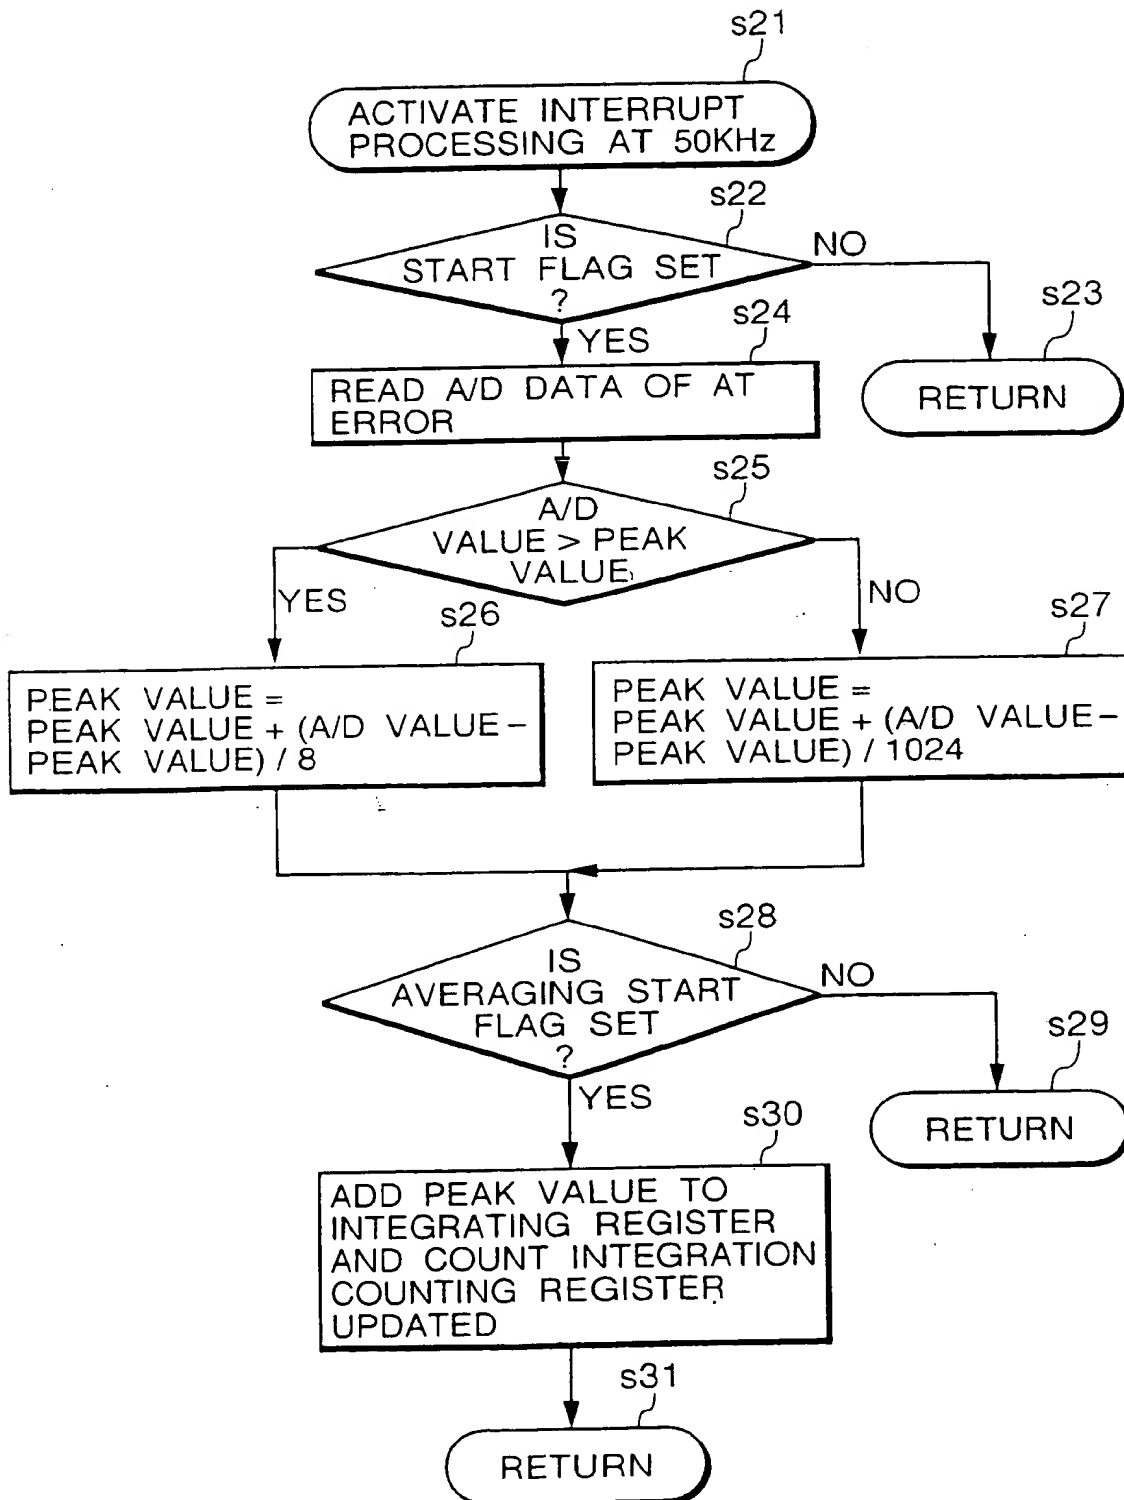 s21
ACTIVATE INTERRUPT
PROCESSING AT 50KHz
s22
IS
START FLAG SET
?
NO
YES
s23
RETURN
s24
READ A/D DATA OF AT
ERROR
s25
A/D
VALUE > PEAK
VALUE
YES
NO
s26
PEAK VALUE =
PEAK VALUE + (A/D VALUE–
PEAK VALUE) / 8
s27
PEAK VALUE =
PEAK VALUE + (A/D VALUE–
PEAK VALUE) / 1024
s28
IS
AVERAGING START
FLAG SET
?
NO
YES
s29
RETURN
s30
ADD PEAK VALUE TO
INTEGRATING REGISTER
AND COUNT INTEGRATION
COUNTING REGISTER
UPDATED
s31
RETURN